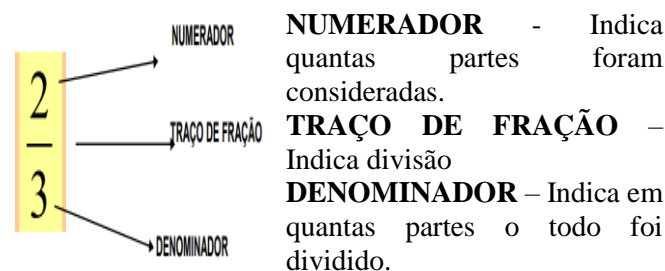 2
3
NUMERADOR
TRAÇO DE FRAÇÃO
DENOMINADOR
NUMERADOR - Indica
quantas partes foram
consideradas.
TRAÇO DE FRAÇÃO –
Indica divisão
DENOMINADOR – Indica em
quantas partes o todo foi
dividido.